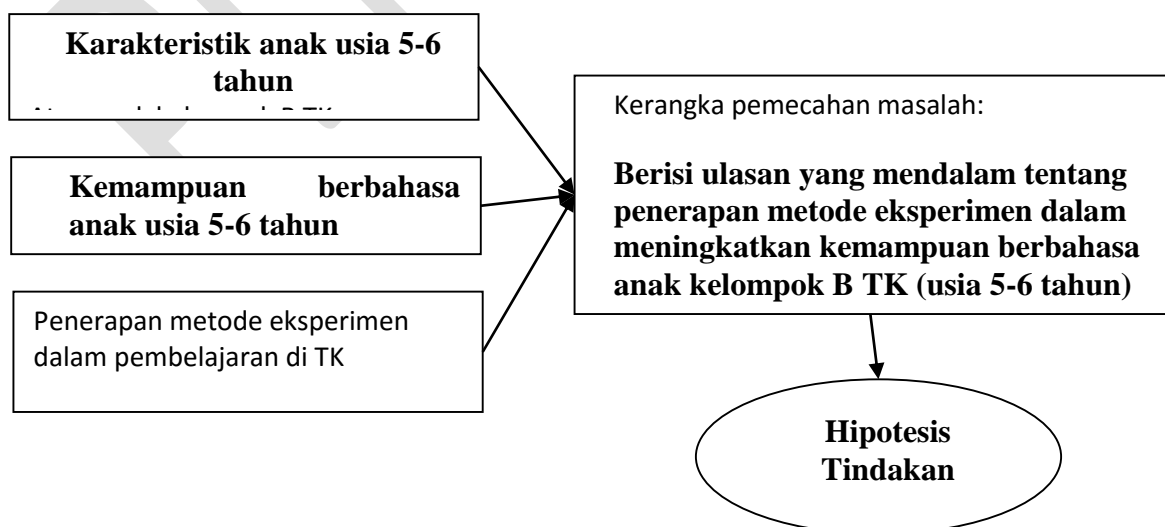 Karakteristik anak usia 5-6
tahun
Kemampuan berbahasa
anak usia 5-6 tahun
Penerapan metode eksperimen
dalam pembelajaran di TK
Kerangka pemecahan masalah:
Berisi ulasan yang mendalam tentang
penerapan metode eksperimen dalam
meningkatkan kemampuan berbahasa
anak kelompok B TK (usia 5-6 tahun)
Hipotesis
Tindakan